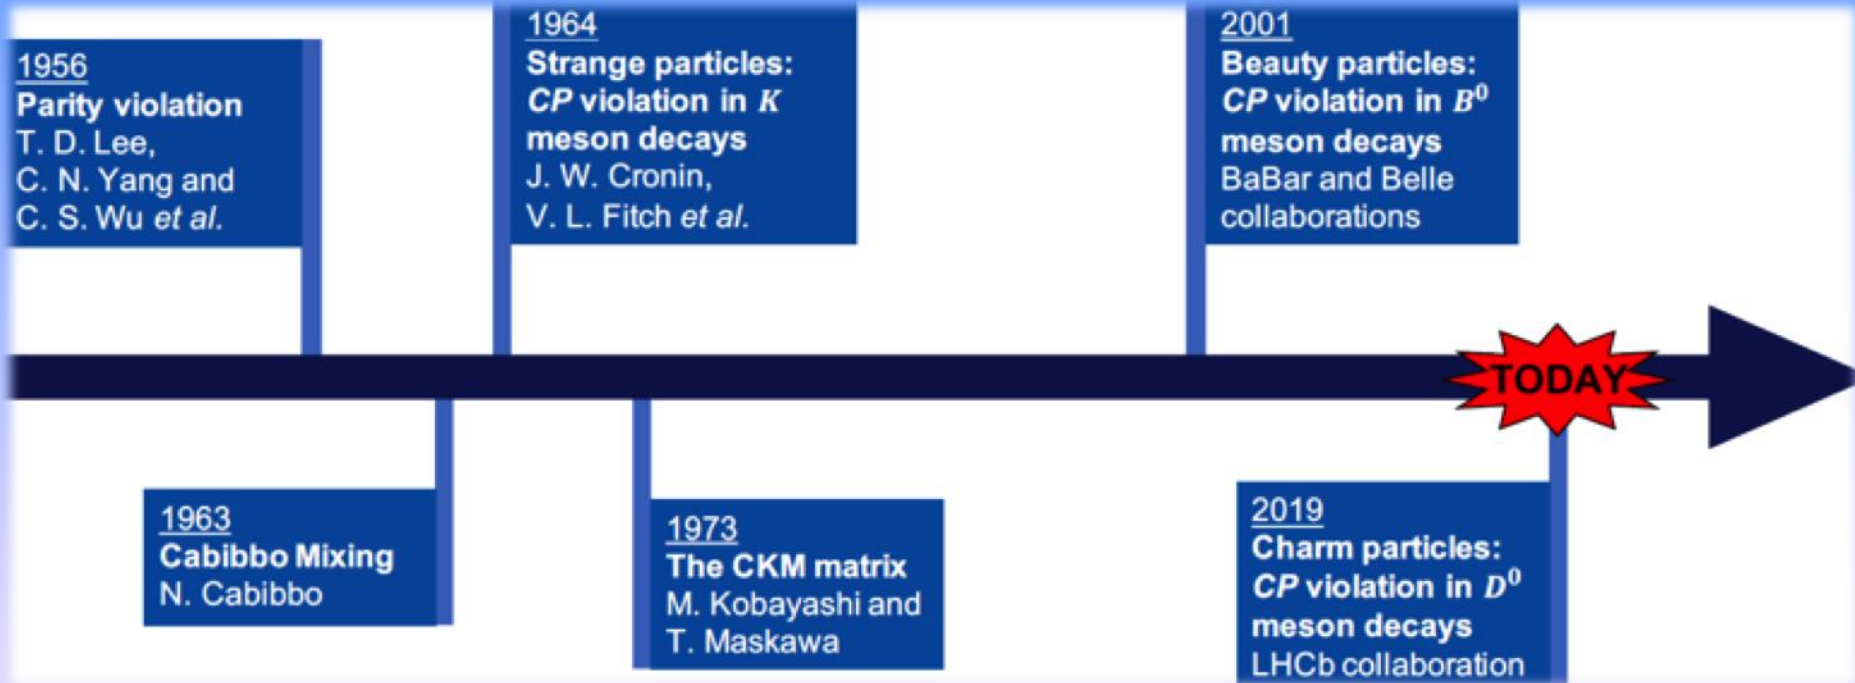 1956
Parity violation
T. D. Lee,
C. N. Yang and
C. S. Wu et al.
1964
Strange particles:
CP violation in K
meson decays
J. W. Cronin,
V. L. Fitch et al.
2001
Beauty particles:
CP violation in B⁰
meson decays
BaBar and Belle
collaborations
TODAY
1963
Cabibbo Mixing
N. Cabibbo
1973
The CKM matrix
M. Kobayashi and
T. Maskawa
2019
Charm particles:
CP violation in D⁰
meson decays
LHCb collaboration